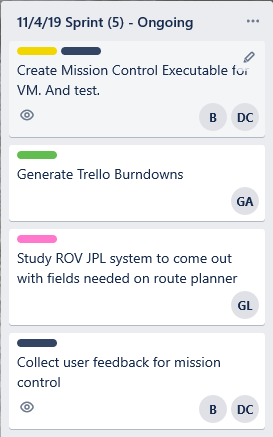 11/4/19 Sprint (5) - Ongoing
Create Mission Control Executable for
VM. And test.
B DC
Generate Trello Burndowns
GA
Study ROV JPL system to come out
with fields needed on route planner
GL
Collect user feedback for mission
control
B DC